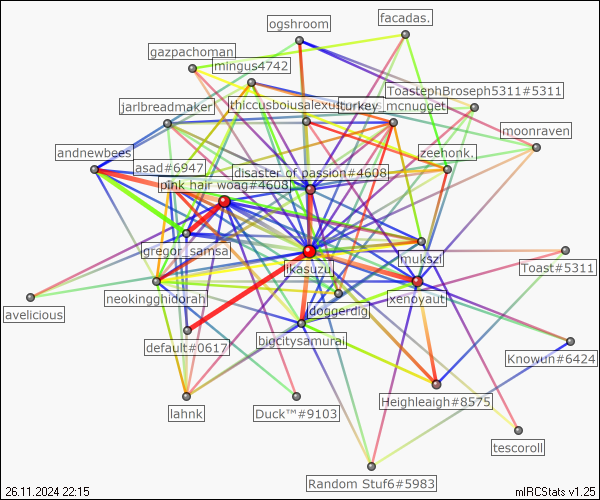 ogshroom
facadas.
gazpachoman
mingus4742
ToastephBroseph5311#5311
jarlbreadmaker
turkey_mcnugget
moonraven
andnewbees
zeehonk.
asad#6947
disaster of passion#4608
pink hair woag#4608
gregor_samsa
likasuzu
mukszi
Toast#5311
neokingghidorah
xenoyaut
doggerdig
avelicious
default#0617
bigcitysamurai
Knowun#6424
Heighleaigh#8575
lahnk
Duck™#9103
tescoroll
Random Stuf6#5983
26.11.2024 22:15
mIRCStats v1.25